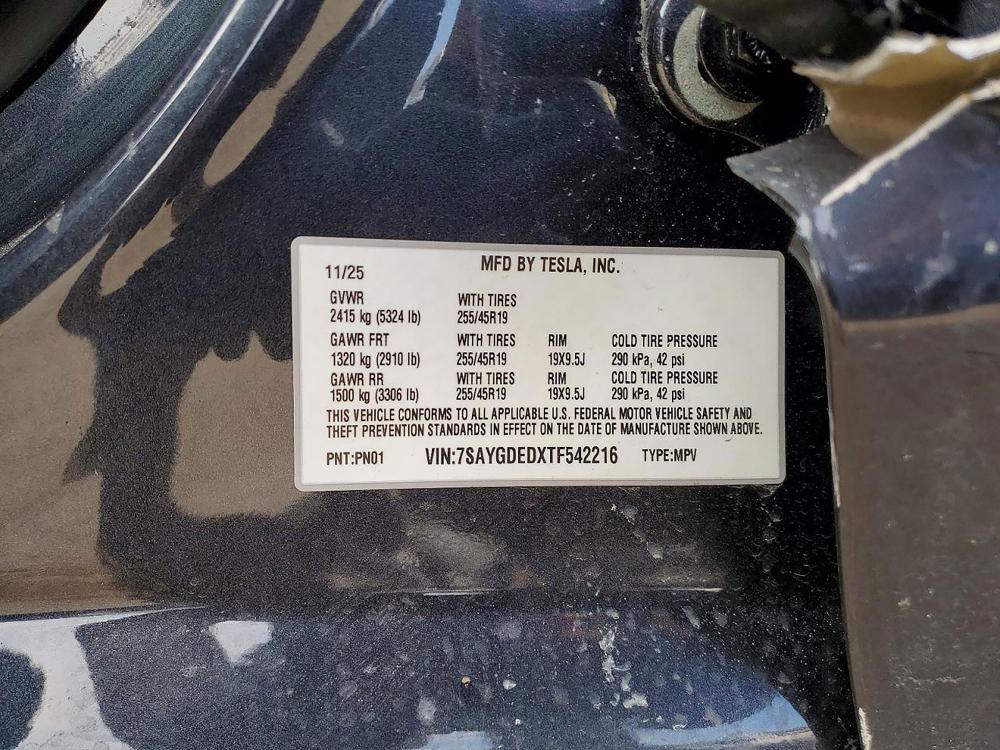 11/25 MFD BY TESLA, INC.
GVWR WITH TIRES
2415 kg (5324 lb) 255/45R19
GAWR FRT WITH TIRES RIM COLD TIRE PRESSURE
1320 kg (2910 lb) 255/45R19 19X9.5J 290 kPa, 42 psi
GAWR RR WITH TIRES RIM COLD TIRE PRESSURE
1500 kg (3306 lb) 255/45R19 19X9.5J 290 kPa, 42 psi
THIS VEHICLE CONFORMS TO ALL APPLICABLE U.S. FEDERAL MOTOR VEHICLE SAFETY AND
THEFT PREVENTION STANDARDS IN EFFECT ON THE DATE OF MANUFACTURE SHOWN ABOVE.
PNT:PN01 VIN:7SAYGDEDXTF542216 TYPE:MPV